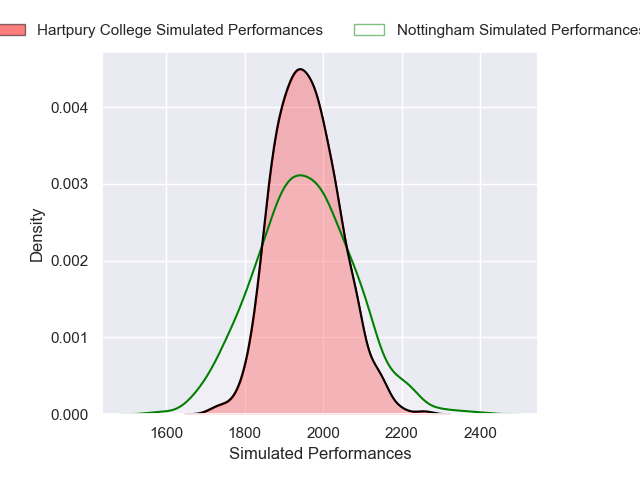 Hartpury College Simulated Performances
Nottingham Simulated Performances
0.004
0.003
0.002
0.001
0.000
Density
1600 1800 2000 2200 2400
Simulated Performances